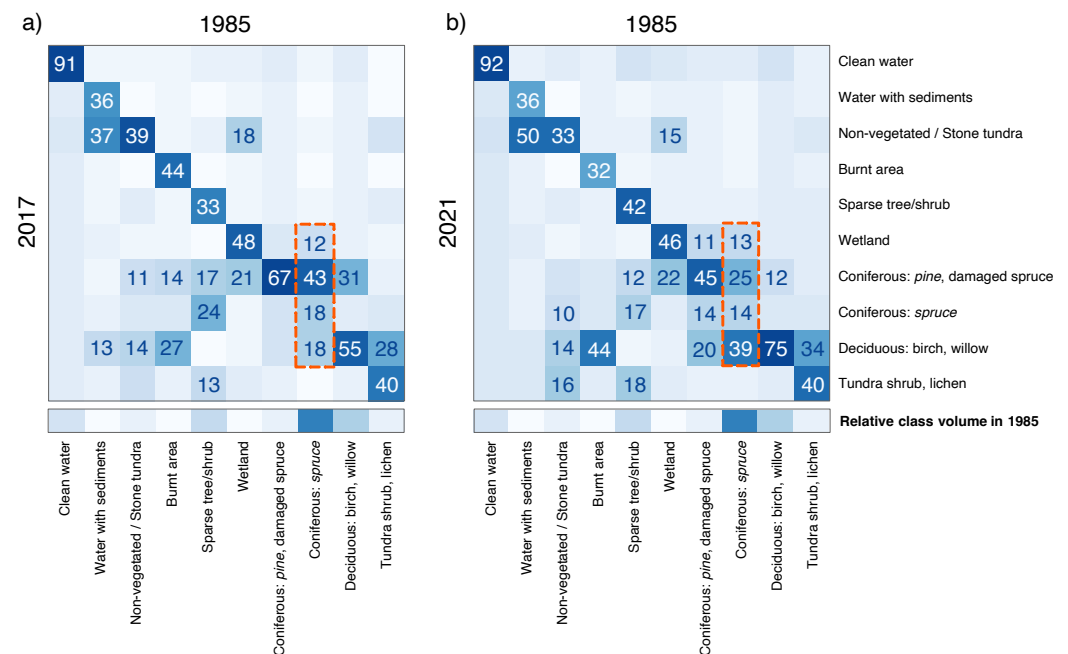 a) 1985 b) 1985
91 92 Clean water
36 36 Water with sediments
37 39 18 50 33 15 Non-vegetated / Stone tundra
44 32 Burnt area
33 42 Sparse tree/shrub
2017 2021
48 12 46 11 13 Wetland
11 14 17 21 67 43 31 12 22 45 25 12 Coniferous: pine, damaged spruce
24 18 10 17 14 14 Coniferous: spruce
13 14 27 18 55 28 14 44 20 39 75 34 Deciduous: birch, willow
13 40 16 18 40 Tundra shrub, lichen
Relative class volume in 1985
Clean water
Water with sediments
Non-vegetated / Stone tundra
Burnt area
Sparse tree/shrub
Wetland
Coniferous: pine, damaged spruce
Coniferous: spruce
Deciduous: birch, willow
Tundra shrub, lichen
Clean water
Water with sediments
Non-vegetated / Stone tundra
Burnt area
Sparse tree/shrub
Wetland
Coniferous: pine, damaged spruce
Coniferous: spruce
Deciduous: birch, willow
Tundra shrub, lichen